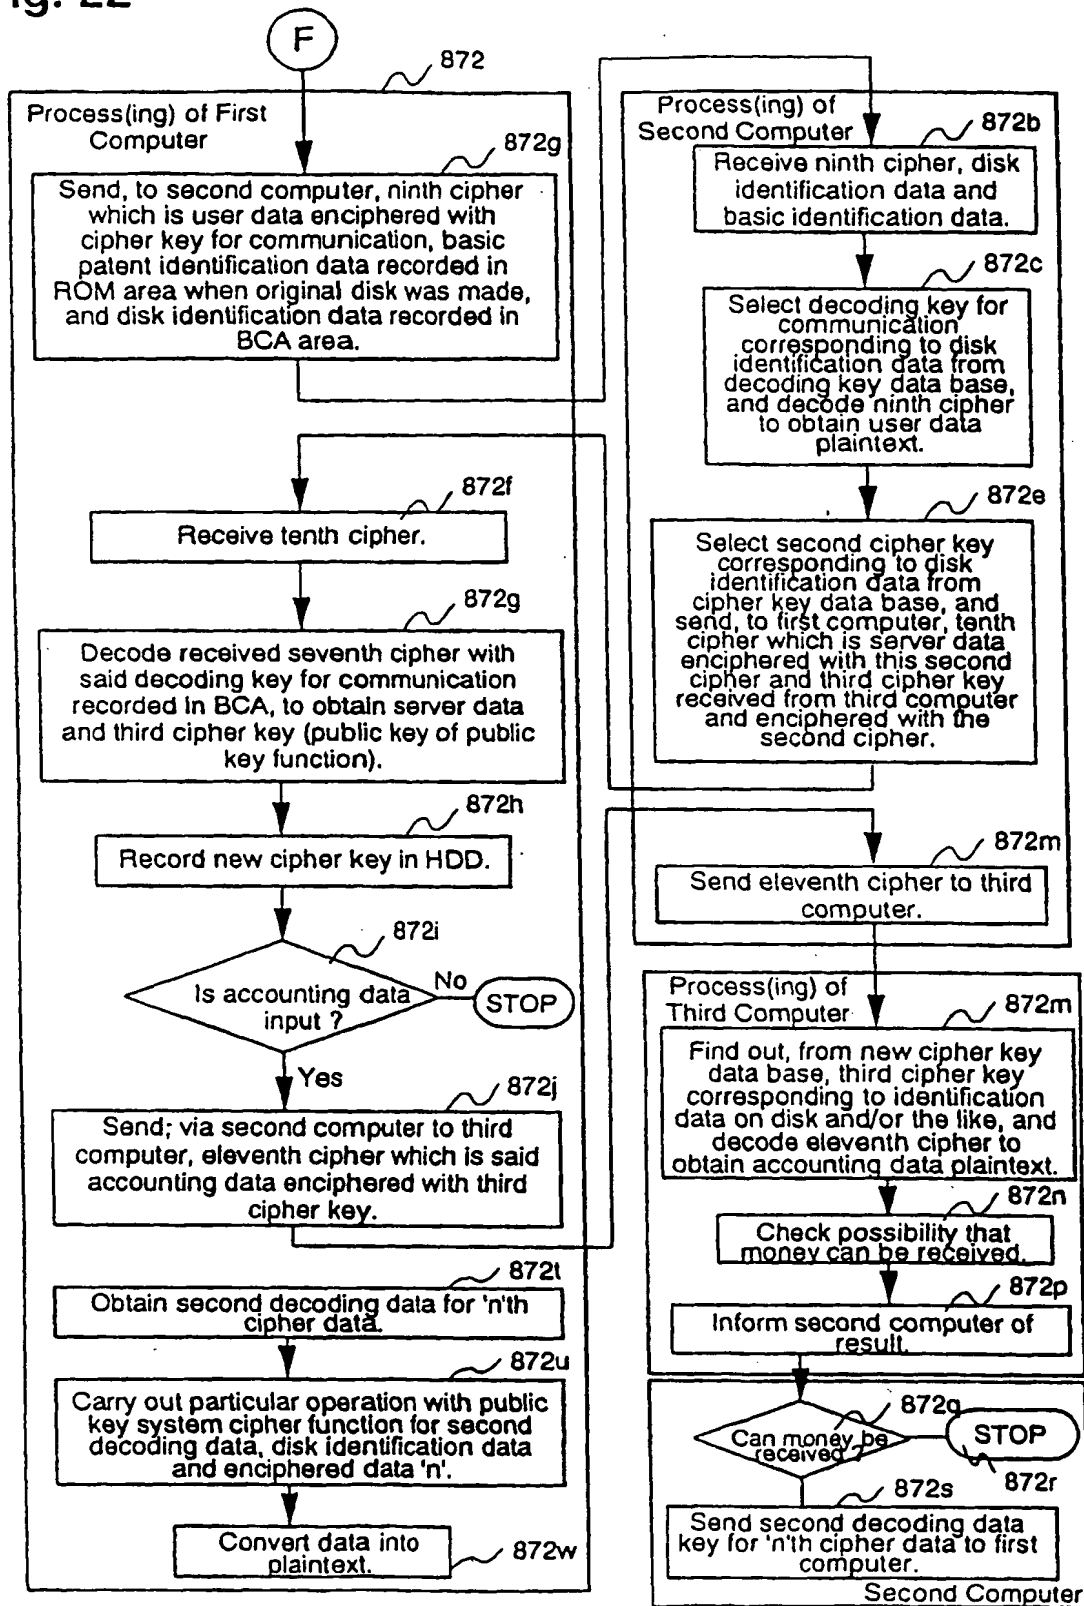 Fig. 22
F
872
Process(ing) of First
Computer
872g
Send, to second computer, ninth cipher
which is user data enciphered with
cipher key for communication, basic
patent identification data recorded in
ROM area when original disk was made,
and disk identification data recorded in
BCA area.
872f
Receive tenth cipher.
872g
Decode received seventh cipher with
said decoding key for communication
recorded in BCA, to obtain server data
and third cipher key (public key of public
key function).
872h
Record new cipher key in HDD.
872i
Is accounting data
input ?
No
STOP
Yes
872j
Send; via second computer to third
computer, eleventh cipher which is said
accounting data enciphered with third
cipher key.
872t
Obtain second decoding data for 'n'th
cipher data.
872u
Carry out particular operation with public
key system cipher function for second
decoding data, disk identification data
and enciphered data 'n'.
Convert data into
plaintext.
872w
Process(ing) of
Second Computer
872b
Receive ninth cipher, disk
identification data and
basic identification data.
872c
Select decoding key for
communication
corresponding to disk
identification data from
decoding key data base,
and decode ninth cipher
to obtain user data
plaintext.
872e
Select second cipher key
corresponding to disk
identification data from
cipher key data base, and
send, to first computer, tenth
cipher which is server data
enciphered with this second
cipher and third cipher key
received from third computer
and enciphered with the
second cipher.
872m
Send eleventh cipher to third
computer.
Process(ing) of
Third Computer
872m
Find out, from new cipher key
data base, third cipher key
corresponding to identification
data on disk and/or the like, and
decode eleventh cipher to
obtain accounting data plaintext.
872n
Check possibility that
money can be received.
872p
Inform second computer of
result.
872q
Can money be
received ?
STOP
872r
872s
Send second decoding data
key for 'n'th cipher data to first
computer.
Second Computer